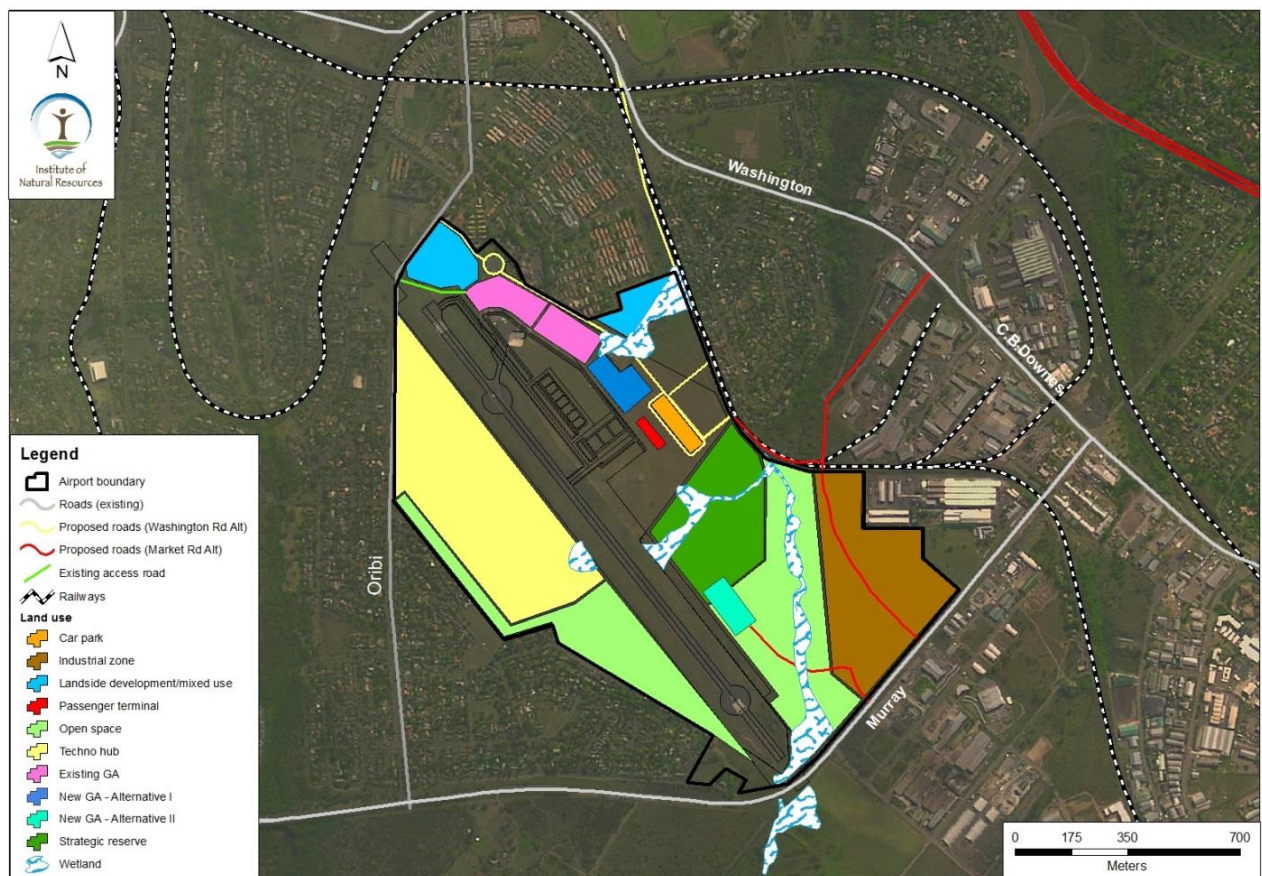 N
Institute of
Natural Resources
Washington
C.B.Downes
Oribi
Murray
Legend
Airport boundary
Roads (existing)
Proposed roads (Washington Rd Alt)
Proposed roads (Market Rd Alt)
Existing access road
Railways
Land use
Car park
Industrial zone
Landside development/mixed use
Passenger terminal
Open space
Techno hub
Existing GA
New GA - Alternative I
New GA - Alternative II
Strategic reserve
Wetland
0 175 350 700
Meters